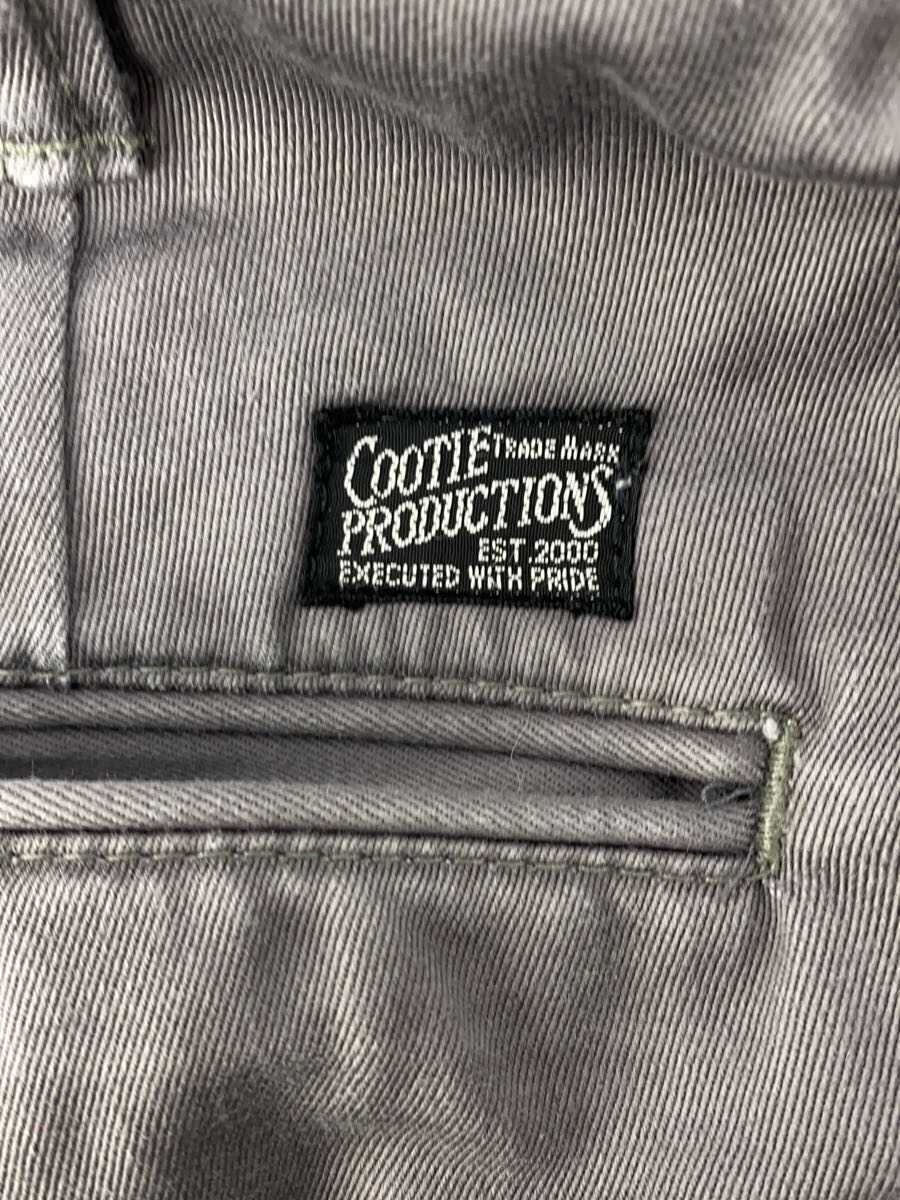 COOTIE TRADE MARK
PRODUCTIONS
EST. 2000
EXECUTED WITH PRIDE